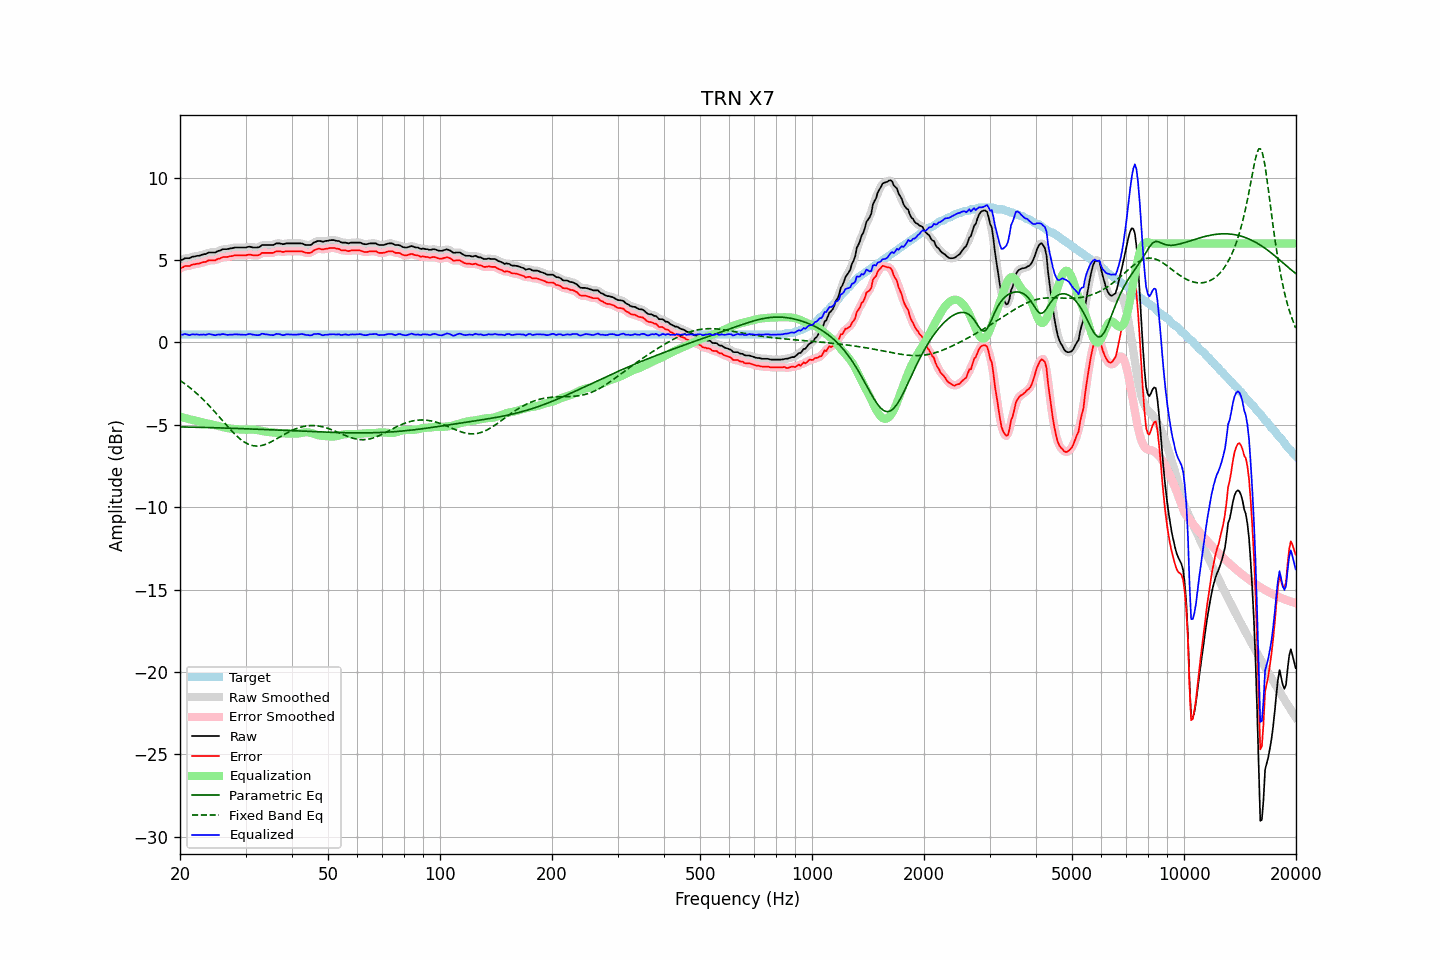 TRN X7
Amplitude (dBr)
10
5
0
−5
−10
−15
−20
−25
−30
Target
Raw Smoothed
Error Smoothed
Raw
Error
Equalization
Parametric Eq
Fixed Band Eq
Equalized
20 50 100 200 500 1000 2000 5000 10000 20000
Frequency (Hz)